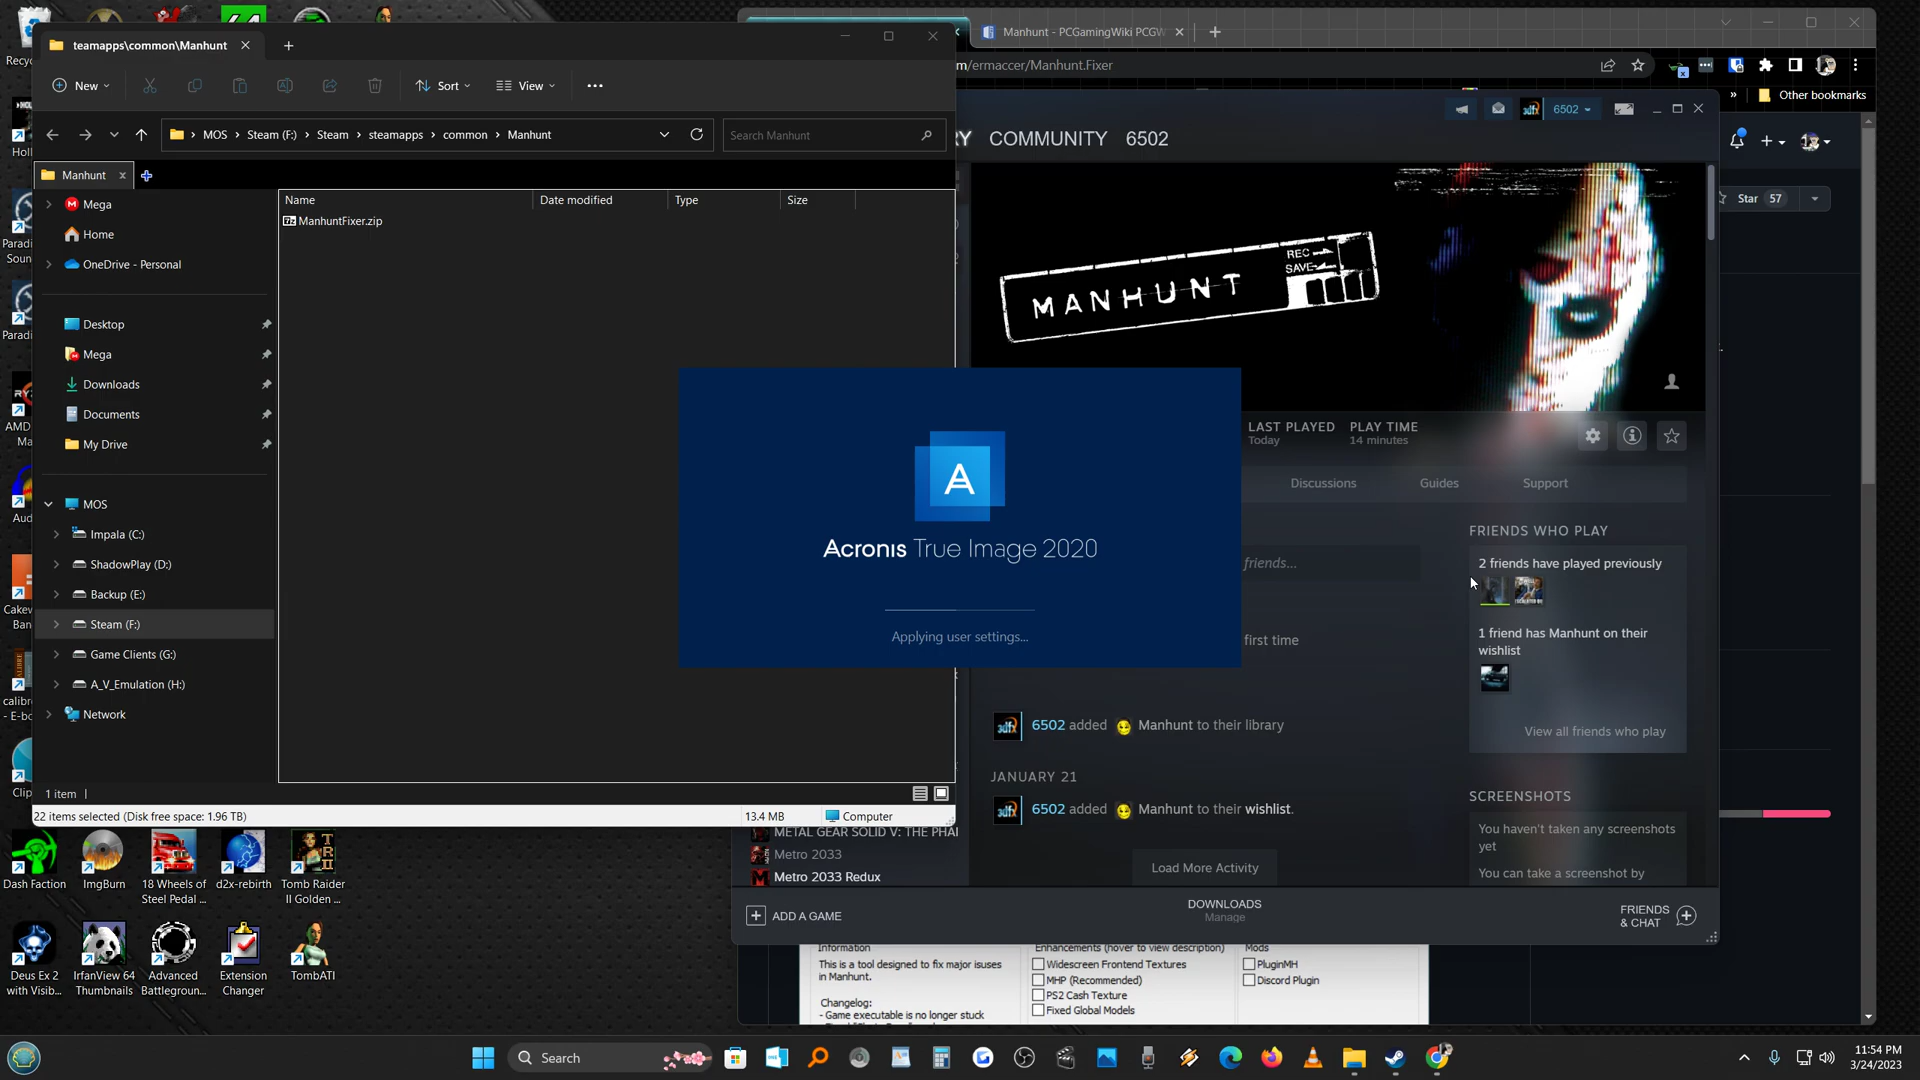 teamapps\common\Manhunt
New
Sort
View
MOS > Steam (F:) > Steam > steamapps > common > Manhunt
Search Manhunt
Manhunt
Mega
Home
OneDrive - Personal
Desktop
Mega
Downloads
Documents
My Drive
MOS
Impala (C:)
ShadowPlay (D:)
Backup (E:)
Steam (F:)
Game Clients (G:)
A_V_Emulation (H:)
Network
Name
Date modified
Type
Size
ManhuntFixer.zip
1 item
22 items selected (Disk free space: 1.96 TB)
13.4 MB
Computer
Manhunt - PCGamingWiki PCGW
m/ermaccer/Manhunt.Fixer
Other bookmarks
Star 57
6502
RY
COMMUNITY
6502
MANHUNT
REC
SAVE
LAST PLAYED
Today
PLAY TIME
14 minutes
Discussions
Guides
Support
friends...
first time
FRIENDS WHO PLAY
2 friends have played previously
1 friend has Manhunt on their
wishlist
View all friends who play
6502 added Manhunt to their library
JANUARY 21
6502 added Manhunt to their wishlist.
Load More Activity
SCREENSHOTS
You haven't taken any screenshots
yet
You can take a screenshot by
Acronis True Image 2020
Applying user settings...
METAL GEAR SOLID V: THE PHA
Metro 2033
Metro 2033 Redux
ADD A GAME
DOWNLOADS
Manage
FRIENDS
& CHAT
Information
This is a tool designed to fix major isuses
in Manhunt.
Changelog:
- Game executable is no longer stuck
Enhancements (hover to view description)
Widescreen Frontend Textures
MHP (Recommended)
PS2 Cash Texture
Fixed Global Models
Mods
PluginMH
Discord Plugin
Dash Faction
ImgBurn
18 Wheels of
Steel Pedal ...
d2x-rebirth
Tomb Raider
II Golden ...
Deus Ex 2
with Visib...
IrfanView 64
Thumbnails
Advanced
Battlegroun...
Extension
Changer
TombATI
Search
11:54 PM
3/24/2023